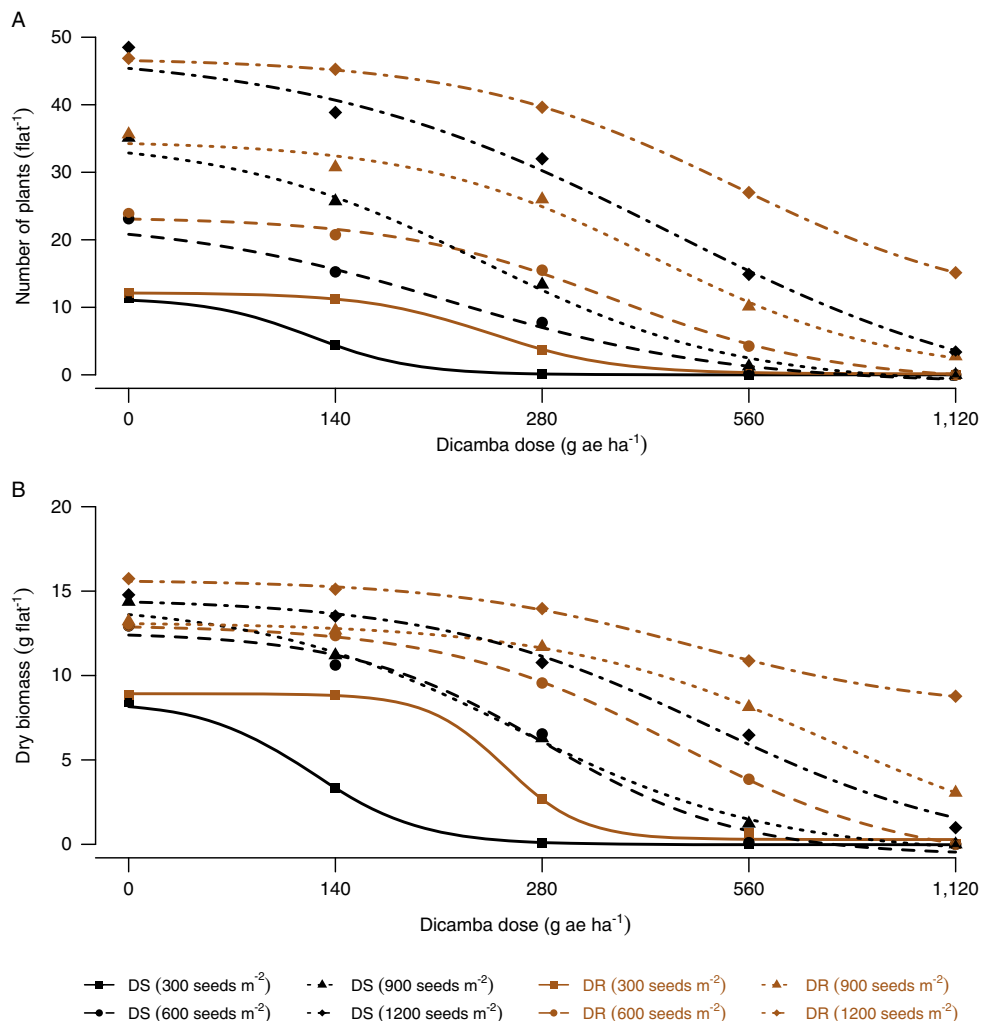 A
50
40
30
20
10
0
Number of plants (flat⁻¹)
0 140 280 560 1,120
Dicamba dose (g ae ha⁻¹)
B
20
15
10
5
0
Dry biomass (g flat⁻¹)
0 140 280 560 1,120
Dicamba dose (g ae ha⁻¹)
DS (300 seeds m⁻²) DS (900 seeds m⁻²) DR (300 seeds m⁻²) DR (900 seeds m⁻²)
DS (600 seeds m⁻²) DS (1200 seeds m⁻²) DR (600 seeds m⁻²) DR (1200 seeds m⁻²)